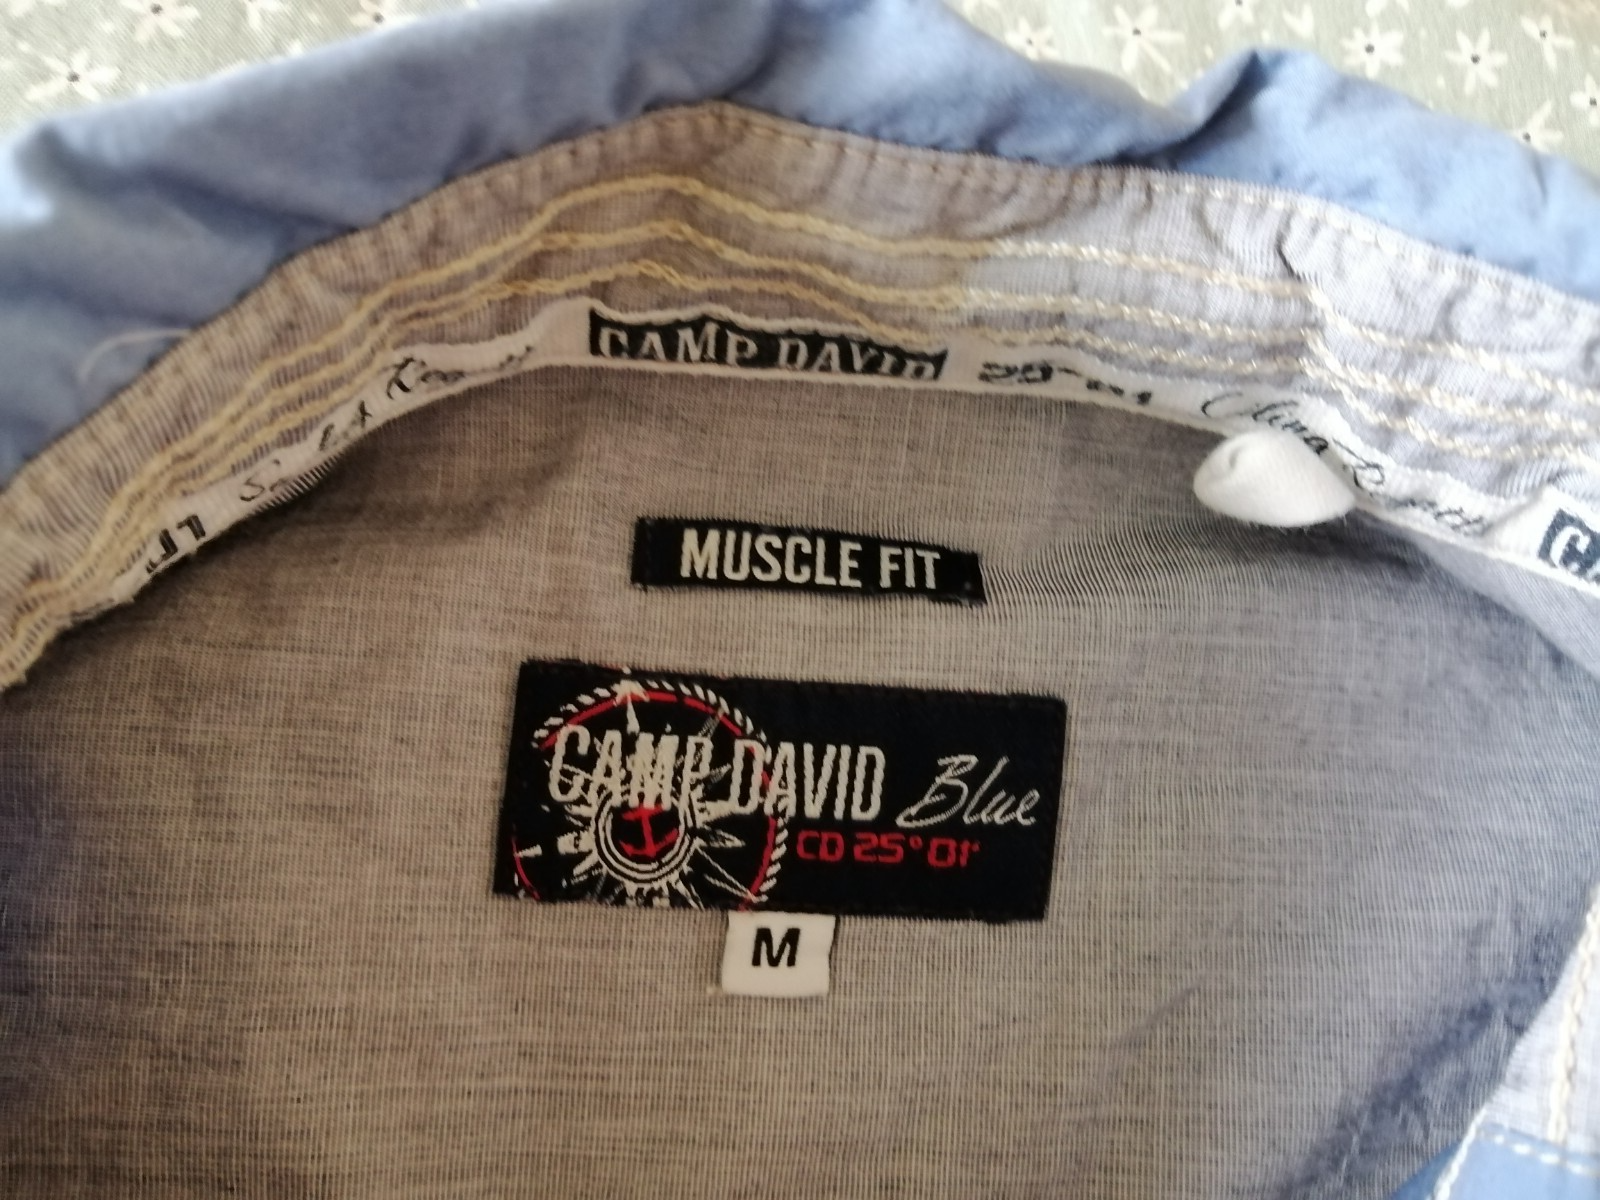 CAMP DAVID
MUSCLE FIT
CAMP DAVID Blue
CD 25°01'
M